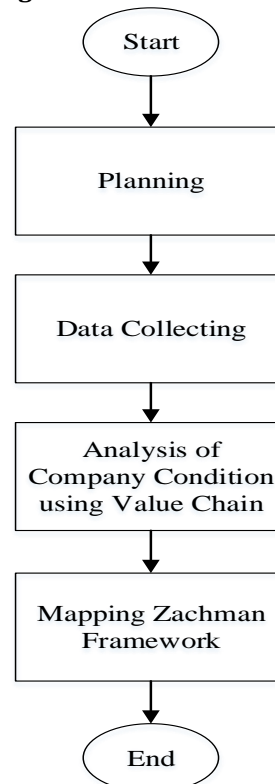 Start
Planning
Data Collecting
Analysis of
Company Condition
using Value Chain
Mapping Zachman
Framework
End